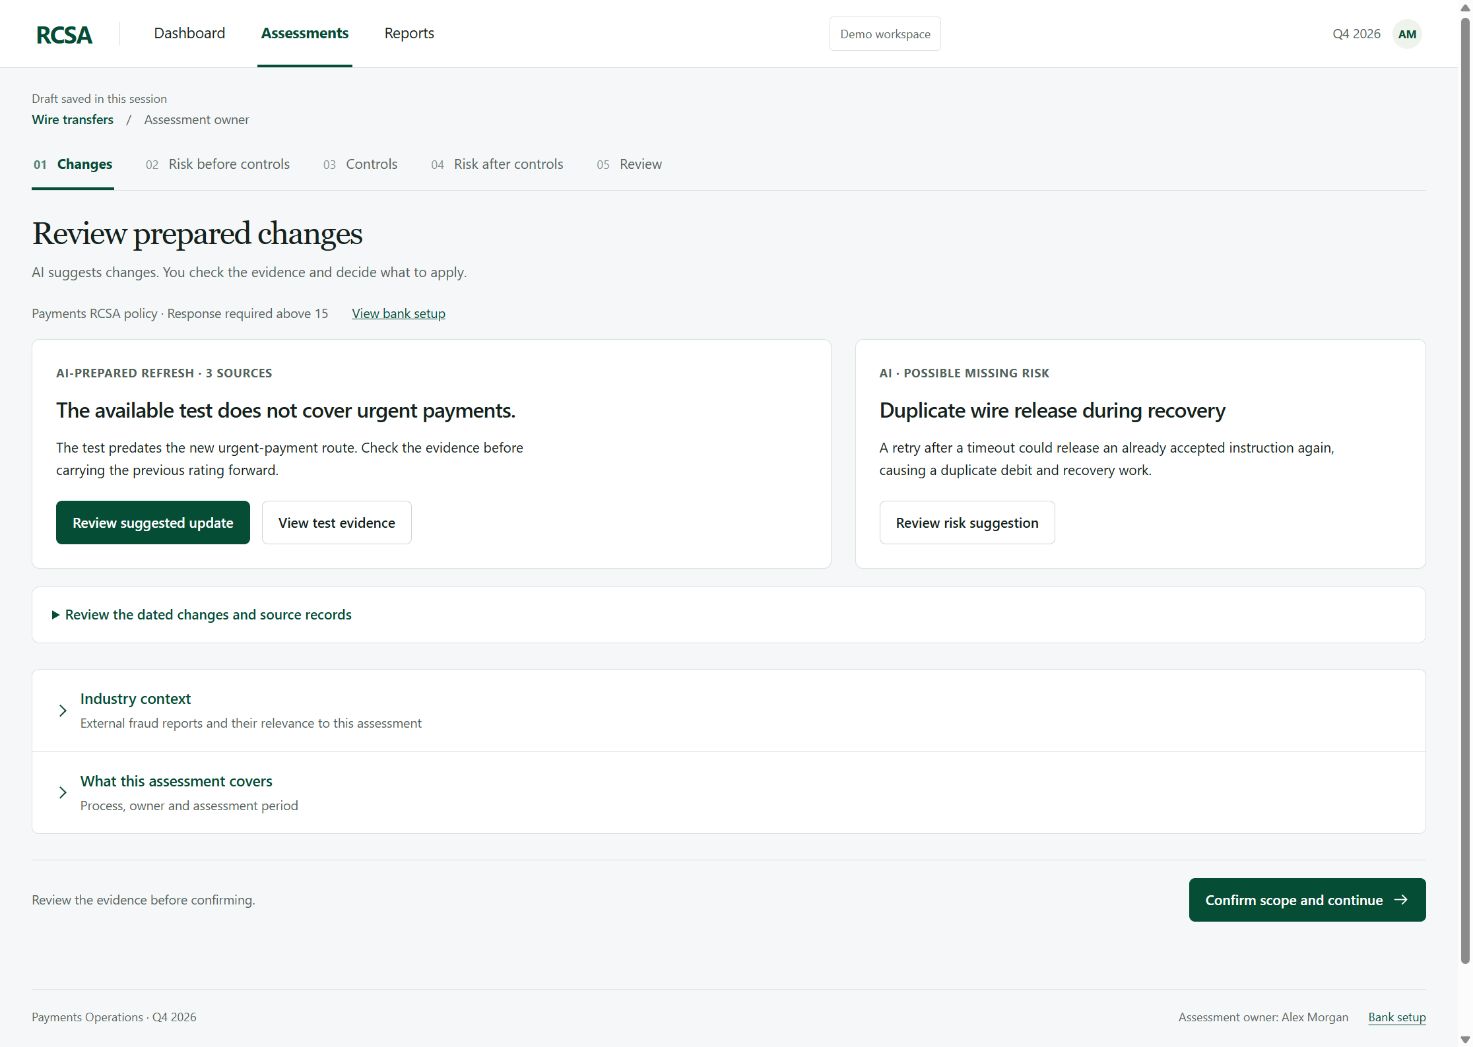 RCSA
Dashboard
Assessments
Reports
Demo workspace
Q4 2026
AM
Draft saved in this session
Wire transfers / Assessment owner
01 Changes
02 Risk before controls
03 Controls
04 Risk after controls
05 Review
Review prepared changes
AI suggests changes. You check the evidence and decide what to apply.
Payments RCSA policy · Response required above 15
View bank setup
AI-PREPARED REFRESH · 3 SOURCES
The available test does not cover urgent payments.
The test predates the new urgent-payment route. Check the evidence before
carrying the previous rating forward.
Review suggested update
View test evidence
AI · POSSIBLE MISSING RISK
Duplicate wire release during recovery
A retry after a timeout could release an already accepted instruction again,
causing a duplicate debit and recovery work.
Review risk suggestion
Review the dated changes and source records
Industry context
External fraud reports and their relevance to this assessment
What this assessment covers
Process, owner and assessment period
Review the evidence before confirming.
Confirm scope and continue →
Payments Operations · Q4 2026
Assessment owner: Alex Morgan
Bank setup